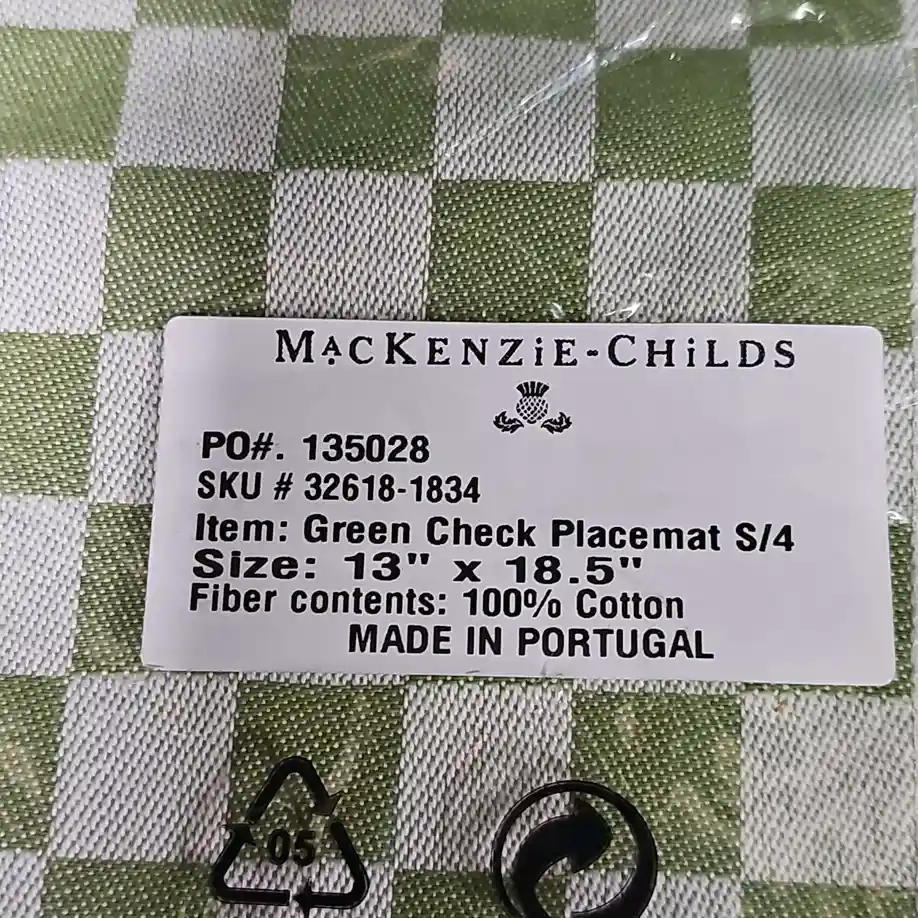 MACKENZiE-CHiLDS
PO#. 135028
SKU # 32618-1834
Item: Green Check Placemat S/4
Size: 13" x 18.5"
Fiber contents: 100% Cotton
MADE IN PORTUGAL
05